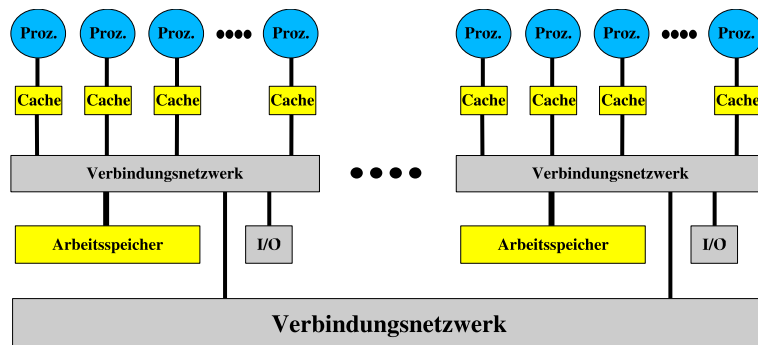 Proz. Proz. Proz. Proz. Proz. Proz. Proz. Proz.
Cache Cache Cache Cache Cache Cache Cache Cache
Verbindungsnetzwerk Verbindungsnetzwerk
Arbeitsspeicher I/O Arbeitsspeicher I/O
Verbindungsnetzwerk